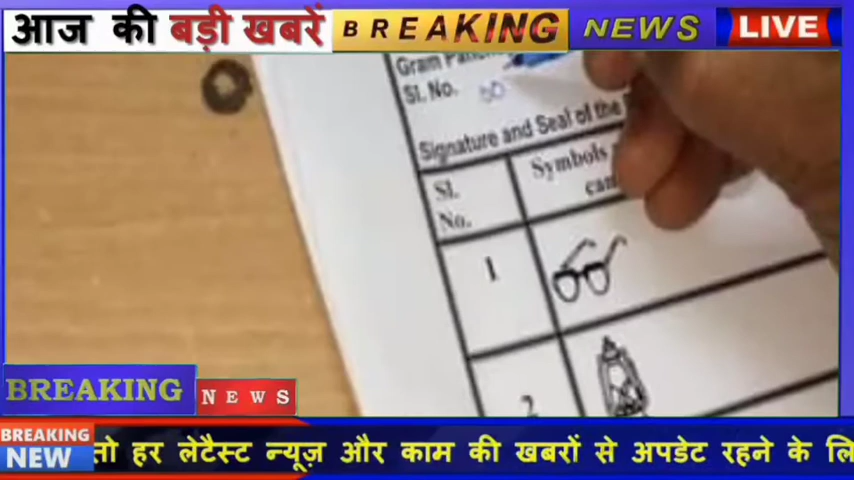 आज की बड़ी खबरें
BREAKING NEWS LIVE
Gram
Sl. No.
Signature and Seal of the
Sl. No.
Symbols
1
2
BREAKING NEWS
BREAKING NEW
तो हर लेटैस्ट न्यूज़ और काम की खबरों से अपडेट रहने के लि